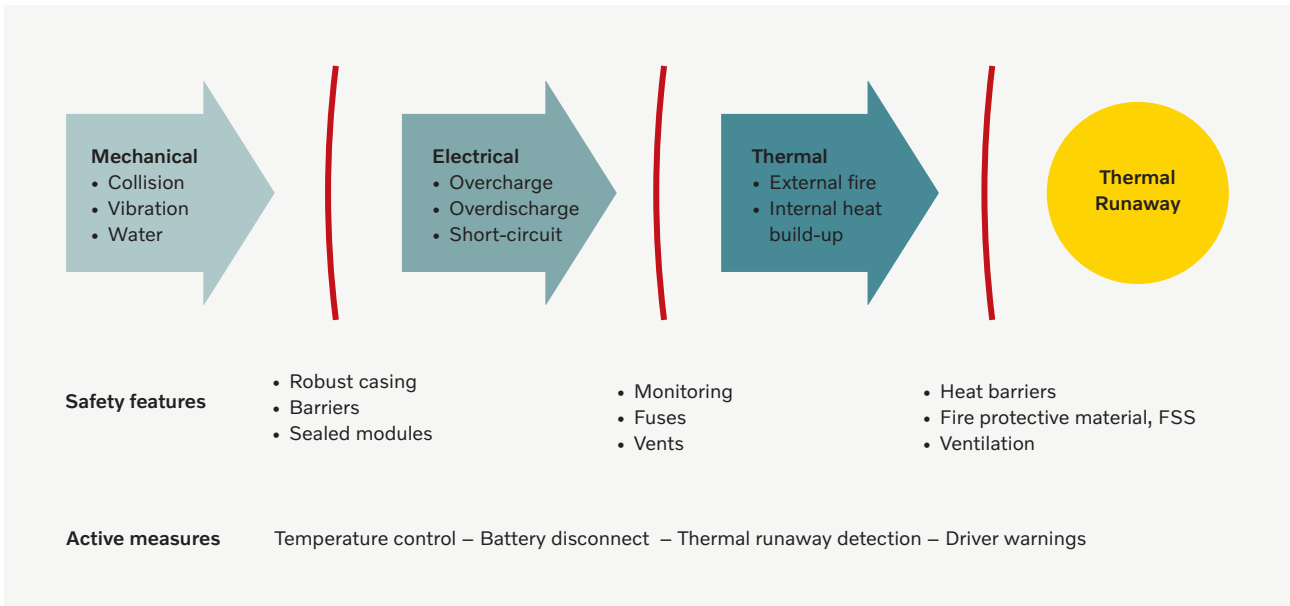 Mechanical
• Collision
• Vibration
• Water
Electrical
• Overcharge
• Overdischarge
• Short-circuit
Thermal
• External fire
• Internal heat
build-up
Thermal
Runaway
Safety features
• Robust casing
• Barriers
• Sealed modules
• Monitoring
• Fuses
• Vents
• Heat barriers
• Fire protective material, FSS
• Ventilation
Active measures
Temperature control – Battery disconnect – Thermal runaway detection – Driver warnings